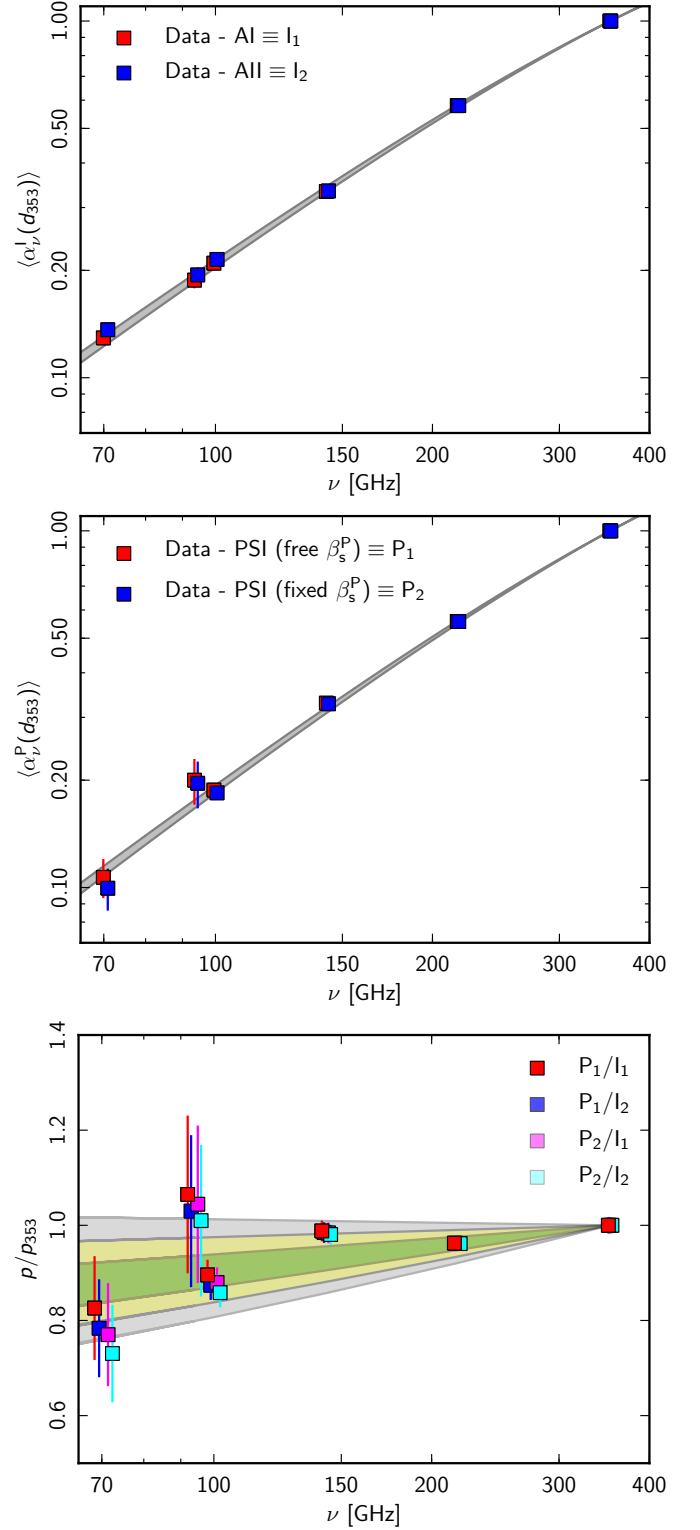 1.00
0.50
0.20
0.10
⟨α^I_ν(d_353)⟩
Data - AI ≡ I_1
Data - AII ≡ I_2
70 100 150 200 300 400
ν [GHz]
1.00
0.50
0.20
0.10
⟨α^P_ν(d_353)⟩
Data - PSI (free β^P_s) ≡ P_1
Data - PSI (fixed β^P_s) ≡ P_2
70 100 150 200 300 400
ν [GHz]
1.4
1.2
1.0
0.8
0.6
p/p_353
P_1/I_1
P_1/I_2
P_2/I_1
P_2/I_2
70 100 150 200 300 400
ν [GHz]